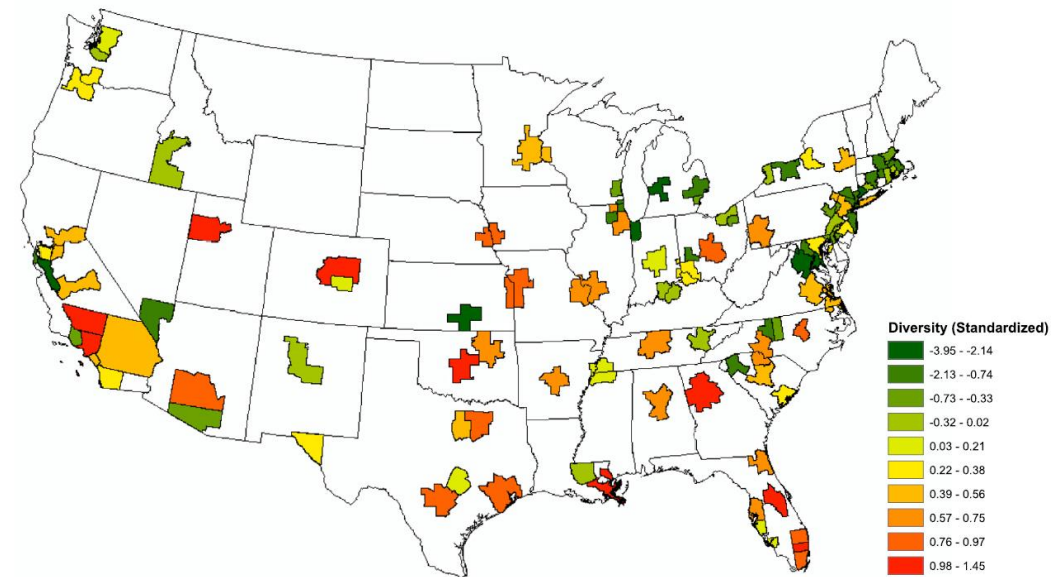 Diversity (Standardized)
-3.95 - -2.14
-2.13 - -0.74
-0.73 - -0.33
-0.32 - 0.02
0.03 - 0.21
0.22 - 0.38
0.39 - 0.56
0.57 - 0.75
0.76 - 0.97
0.98 - 1.45